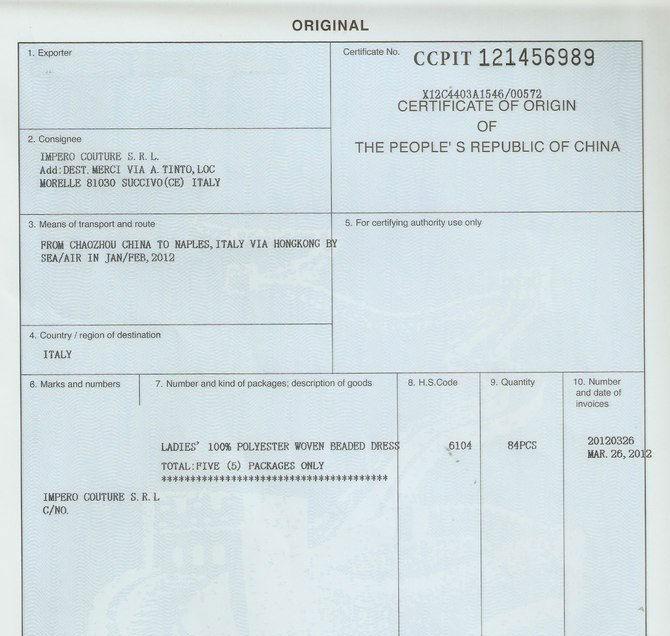 ORIGINAL
1. Exporter
Certificate No. CCPIT 121456989
X12C4403A1546/00572
CERTIFICATE OF ORIGIN
OF
THE PEOPLE' S REPUBLIC OF CHINA
2. Consignee
IMPERO COUTURE S. R. L.
Add:DEST. MERCI VIA A. TINTO, LOC
MORELLE 81030 SUCCIVO(CE) ITALY
3. Means of transport and route
FROM CHAOZHOU CHINA TO NAPLES, ITALY VIA HONGKONG BY
SEA/AIR IN JAN/FEB, 2012
5. For certifying authority use only
4. Country / region of destination
ITALY
6. Marks and numbers
7. Number and kind of packages; description of goods
8. H.S.Code
9. Quantity
10. Number
and date of
invoices
LADIES' 100% POLYESTER WOVEN BEADED DRESS
6104
84PCS
20120326
MAR. 26, 2012
TOTAL:FIVE (5) PACKAGES ONLY
***************************************
IMPERO COUTURE S. R. L
C/NO.